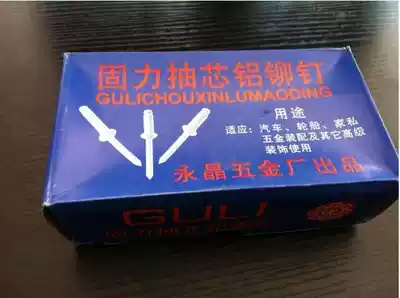 固力抽芯铝铆钉
GULICHOUXINLUMAODING
用途
适应：汽车、轮船、家私
五金装配及其它高级
装饰使用
永晶五金厂出品
GULI